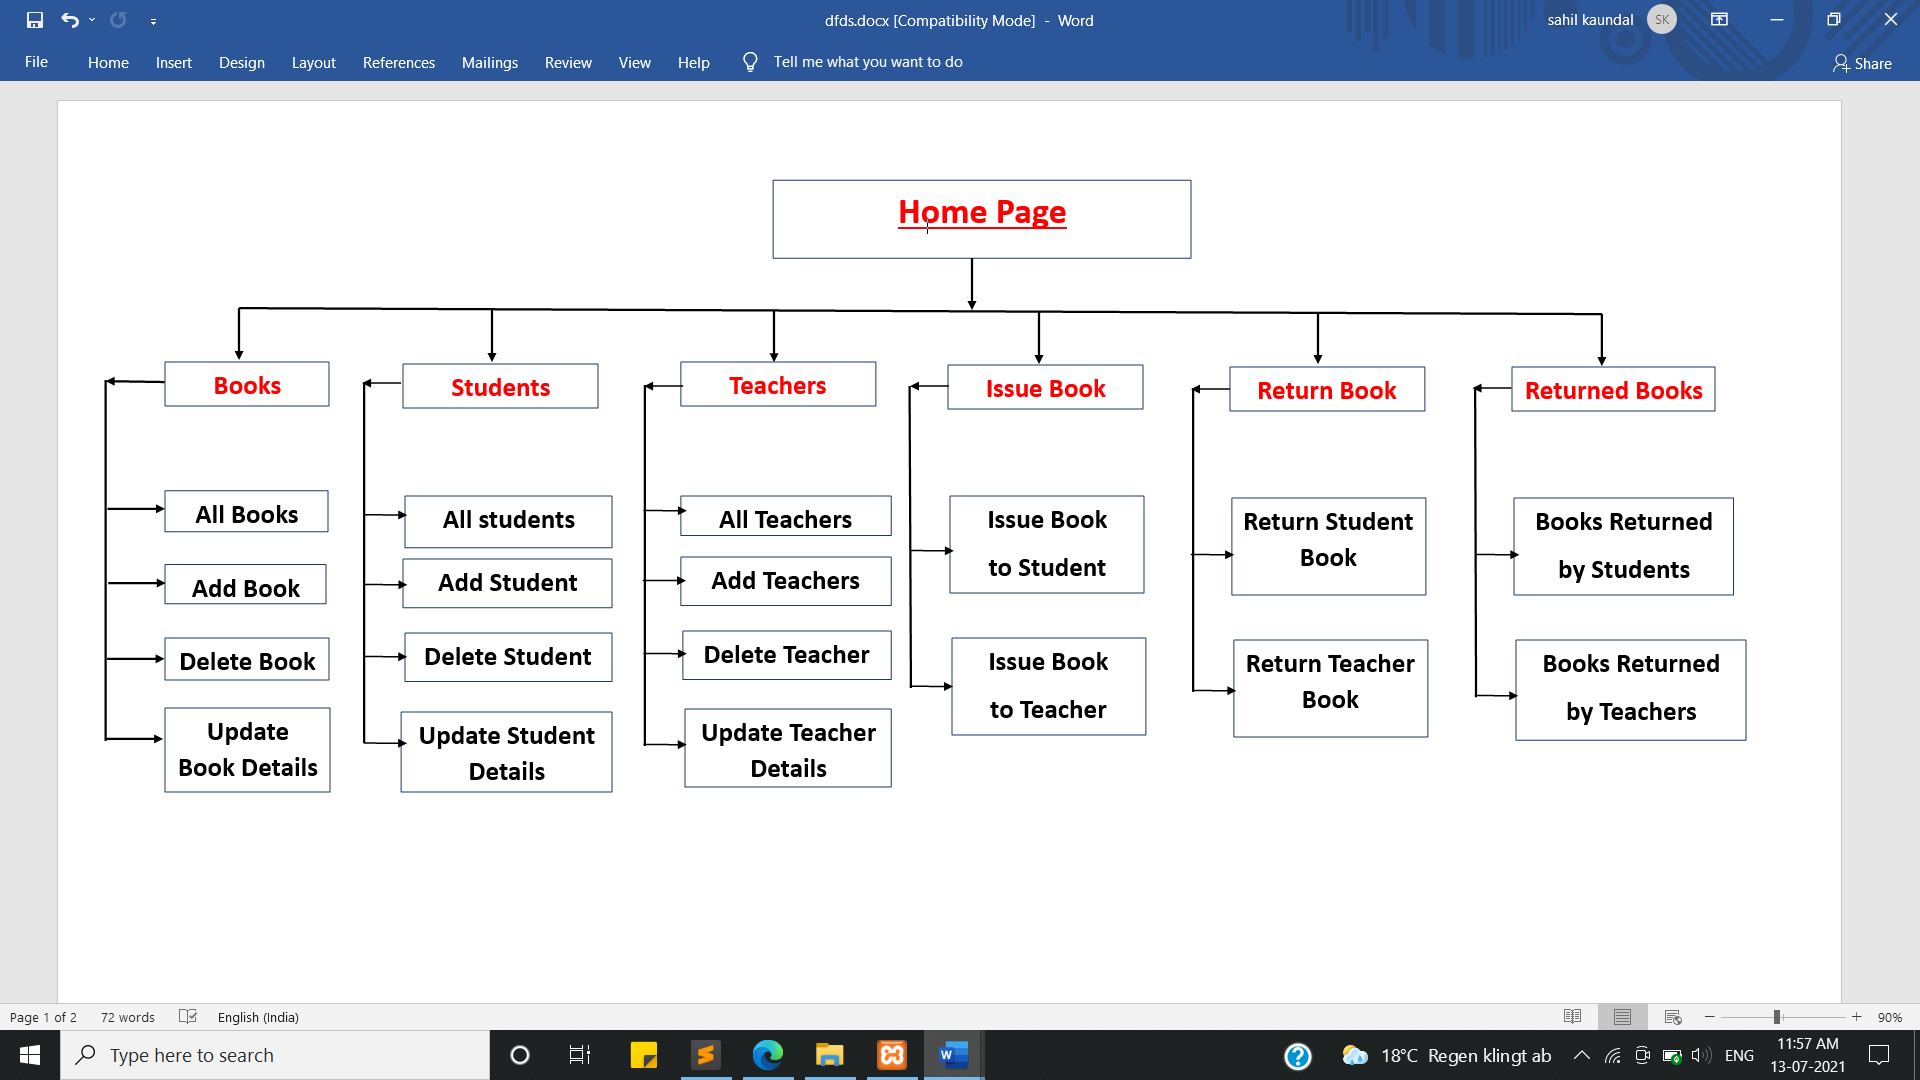 dfds.docx [Compatibility Mode] - Word
sahil kaundal
SK
File
Home
Insert
Design
Layout
References
Mailings
Review
View
Help
Tell me what you want to do
Share
Home Page
Books
Students
Teachers
Issue Book
Return Book
Returned Books
All Books
Add Book
Delete Book
Update
Book Details
All students
Add Student
Delete Student
Update Student
Details
All Teachers
Add Teachers
Delete Teacher
Update Teacher
Details
Issue Book
to Student
Issue Book
to Teacher
Return Student
Book
Return Teacher
Book
Books Returned
by Students
Books Returned
by Teachers
Page 1 of 2
72 words
English (India)
90%
Type here to search
18°C Regen klingt ab
ENG
11:57 AM
13-07-2021